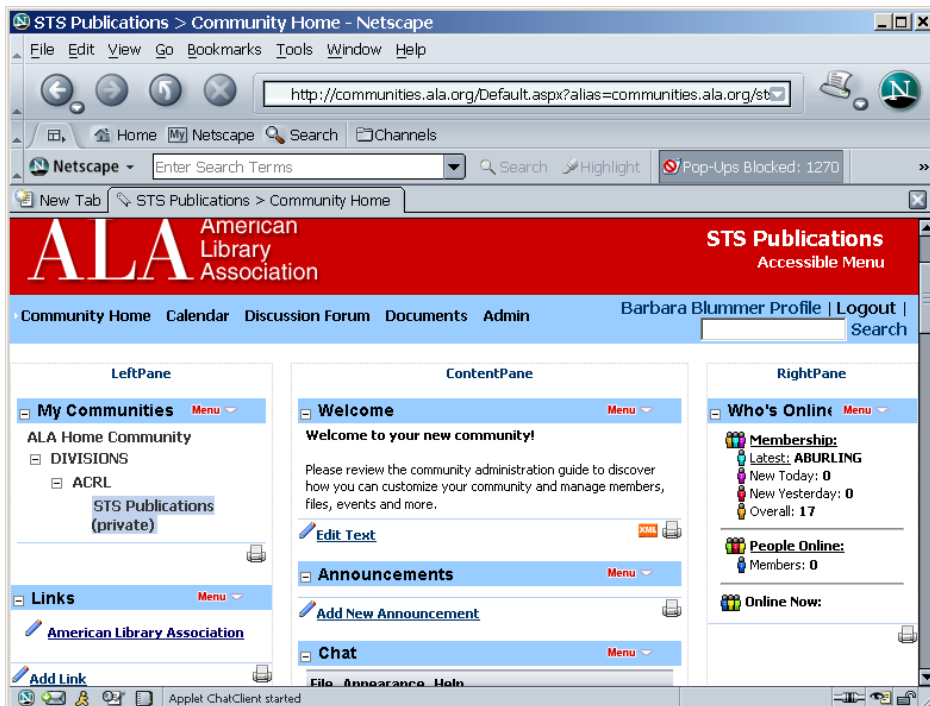 STS Publications > Community Home - Netscape
File Edit View Go Bookmarks Tools Window Help
http://communities.ala.org/Default.aspx?alias=communities.ala.org/st
N
Home My Netscape Search Channels
Netscape Enter Search Terms Search Highlight Pop-Ups Blocked: 1270 »
New Tab STS Publications > Community Home
ALA American
Library
Association
STS Publications
Accessible Menu
Community Home Calendar Discussion Forum Documents Admin
Barbara Blummer Profile | Logout |
Search
LeftPane
My Communities Menu
ALA Home Community
DIVISIONS
ACRL
STS Publications
(private)
Links Menu
American Library Association
Add Link
ContentPane
Welcome Menu
Welcome to your new community!
Please review the community administration guide to discover
how you can customize your community and manage members,
files, events and more.
Edit Text XML
Announcements Menu
Add New Announcement
Chat Menu
File Appearance Help
RightPane
Who's Online Menu
Membership:
Latest: ABURLING
New Today: 0
New Yesterday: 0
Overall: 17
People Online:
Members: 0
Online Now:
Applet ChatClient started